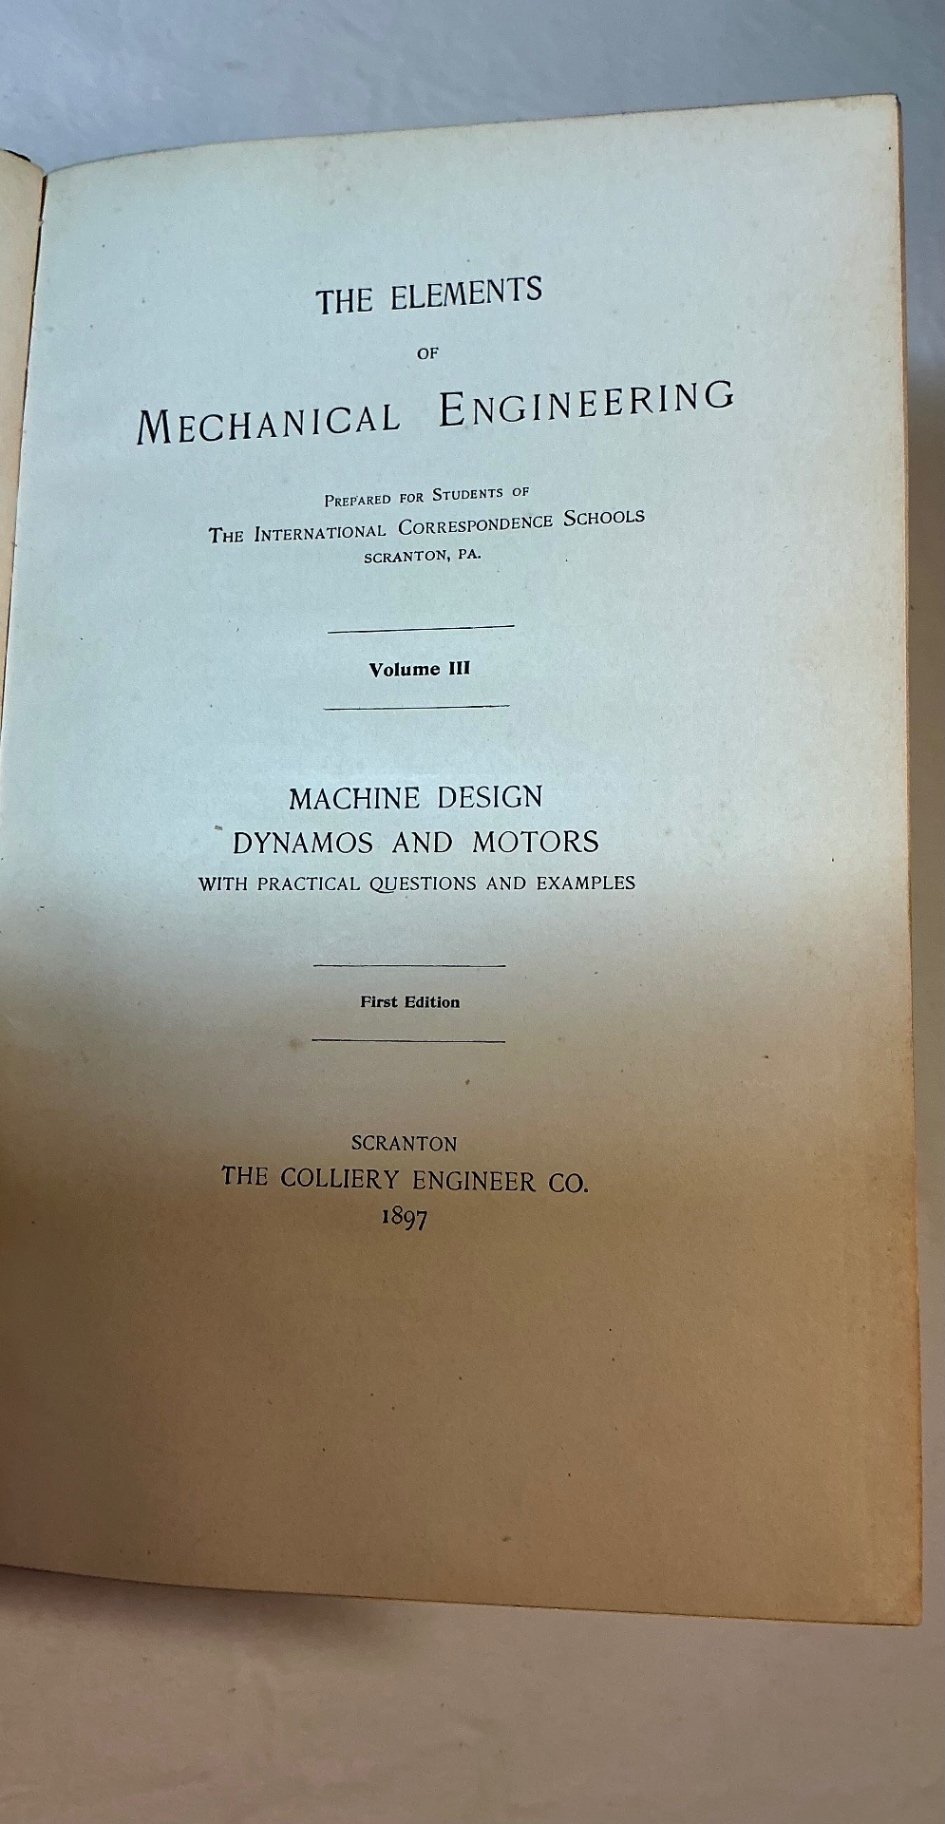 THE ELEMENTS
OF
MECHANICAL ENGINEERING
PREPARED FOR STUDENTS OF
THE INTERNATIONAL CORRESPONDENCE SCHOOLS
SCRANTON, PA.
Volume III
MACHINE DESIGN
DYNAMOS AND MOTORS
WITH PRACTICAL QUESTIONS AND EXAMPLES
First Edition
SCRANTON
THE COLLIERY ENGINEER CO.
1897